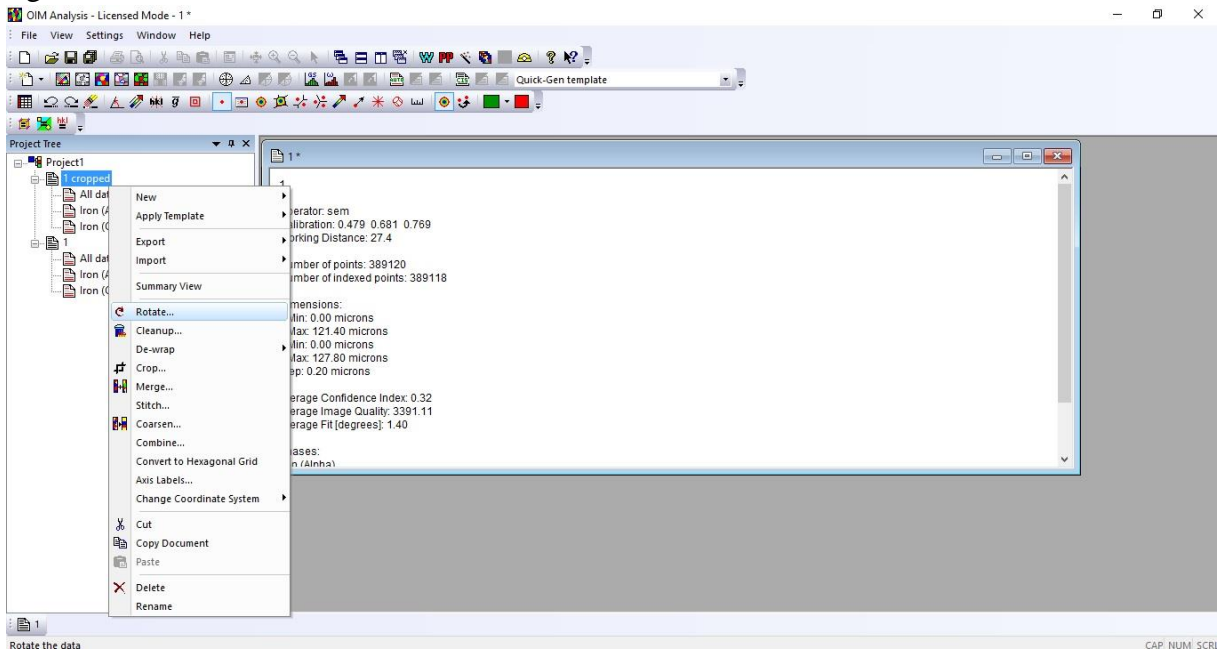 OIM Analysis - Licensed Mode - 1 *
File View Settings Window Help
W PP
Quick-Gen template
hkl
hkl
Project Tree
Project1
1 cropped
All dat
Iron (A
Iron (G
1
All dat
Iron (A
Iron (G
New
Apply Template
Export
Import
Summary View
Rotate...
Cleanup...
De-wrap
Crop...
Merge...
Stitch...
Coarsen...
Combine...
Convert to Hexagonal Grid
Axis Labels...
Change Coordinate System
Cut
Copy Document
Paste
Delete
Rename
1 *
1
perator: sem
alibration: 0.479 0.681 0.769
orking Distance: 27.4
umber of points: 389120
umber of indexed points: 389118
mensions:
Min: 0.00 microns
Max: 121.40 microns
Min: 0.00 microns
Max: 127.80 microns
ep: 0.20 microns
erage Confidence Index: 0.32
erage Image Quality: 3391.11
erage Fit [degrees]: 1.40
ases:
n (Alpha)
1
Rotate the data
CAP NUM SCRL